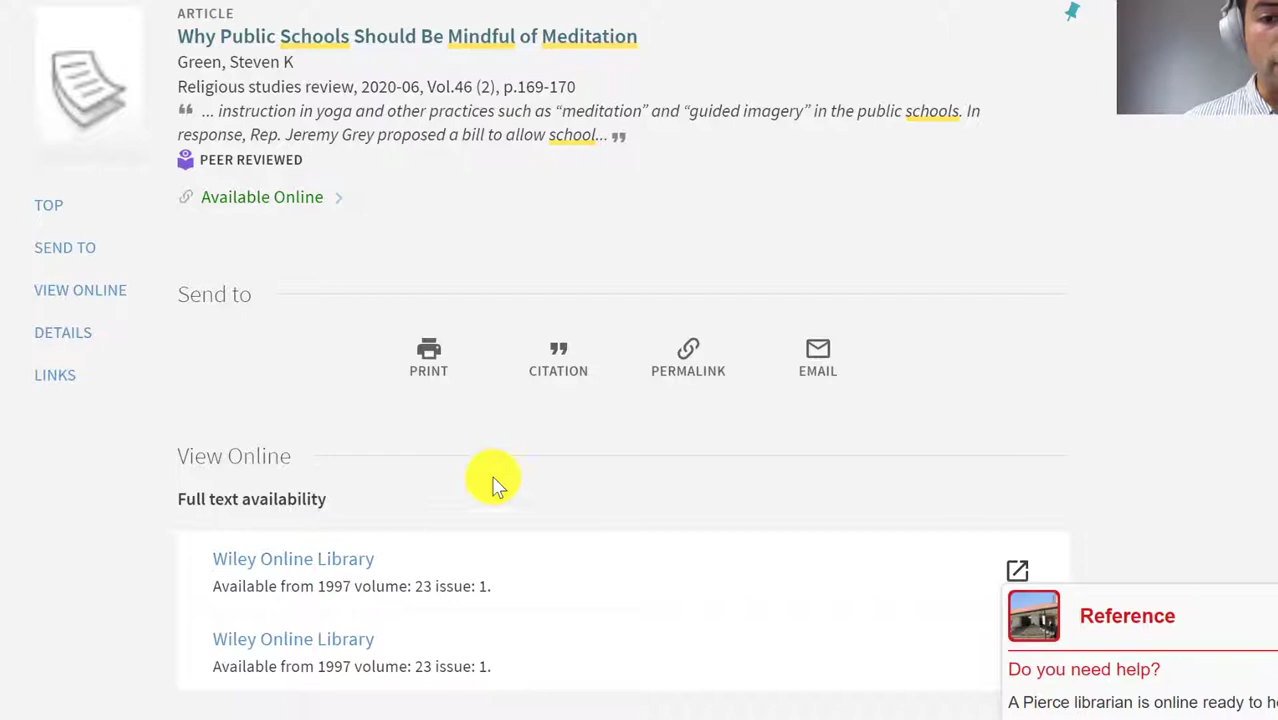 ARTICLE
Why Public Schools Should Be Mindful of Meditation
Green, Steven K
Religious studies review, 2020-06, Vol.46 (2), p.169-170
“ ... instruction in yoga and other practices such as “meditation” and “guided imagery” in the public schools. In
response, Rep. Jeremy Grey proposed a bill to allow school... ”
PEER REVIEWED
Available Online
TOP
SEND TO
VIEW ONLINE
DETAILS
LINKS
Send to
PRINT
CITATION
PERMALINK
EMAIL
View Online
Full text availability
Wiley Online Library
Available from 1997 volume: 23 issue: 1.
Wiley Online Library
Available from 1997 volume: 23 issue: 1.
Reference
Do you need help?
A Pierce librarian is online ready to